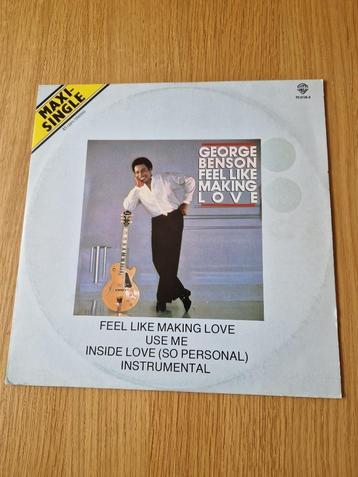 MAXI-
SINGLE
GEORGE
BENSON
FEEL LIKE
MAKING
LOVE
FEEL LIKE MAKING LOVE
USE ME
INSIDE LOVE (SO PERSONAL)
INSTRUMENTAL